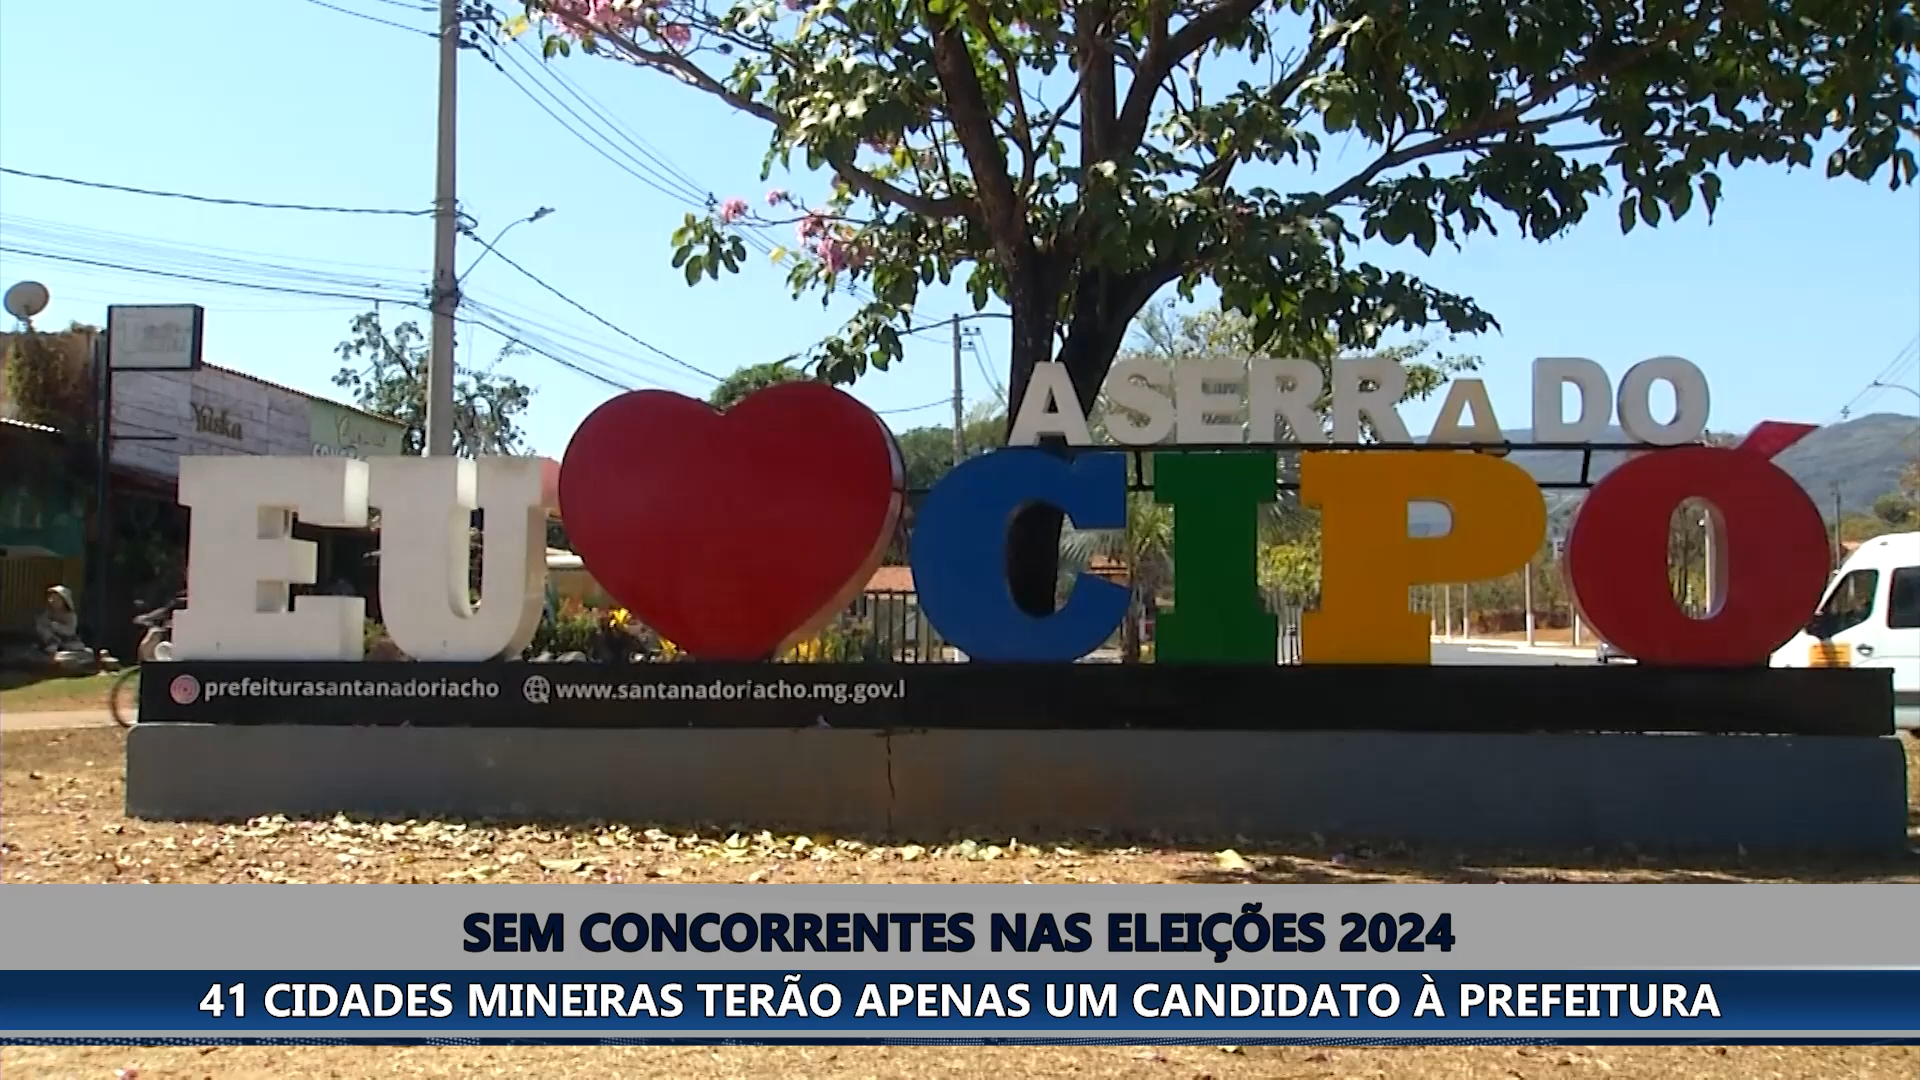 Yuska
A SERRA DO
EU CIPÓ
prefeiturasantanadoriacho www.santanadoriacho.mg.gov.l
SEM CONCORRENTES NAS ELEIÇÕES 2024
41 CIDADES MINEIRAS TERÃO APENAS UM CANDIDATO À PREFEITURA